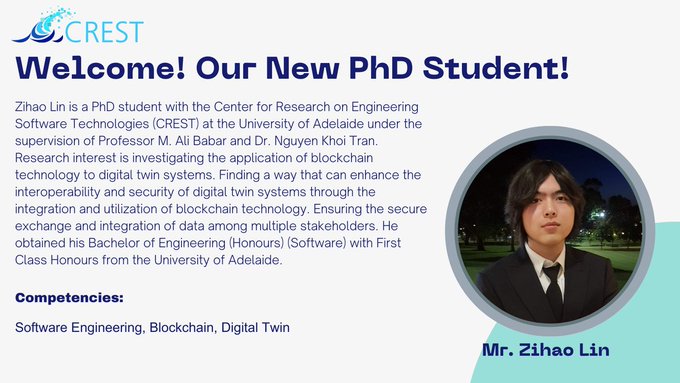 CREST
Welcome! Our New PhD Student!
Zihao Lin is a PhD student with the Center for Research on Engineering
Software Technologies (CREST) at the University of Adelaide under the
supervision of Professor M. Ali Babar and Dr. Nguyen Khoi Tran.
Research interest is investigating the application of blockchain
technology to digital twin systems. Finding a way that can enhance the
interoperability and security of digital twin systems through the
integration and utilization of blockchain technology. Ensuring the secure
exchange and integration of data among multiple stakeholders. He
obtained his Bachelor of Engineering (Honours) (Software) with First
Class Honours from the University of Adelaide.
Competencies:
Software Engineering, Blockchain, Digital Twin
Mr. Zihao Lin